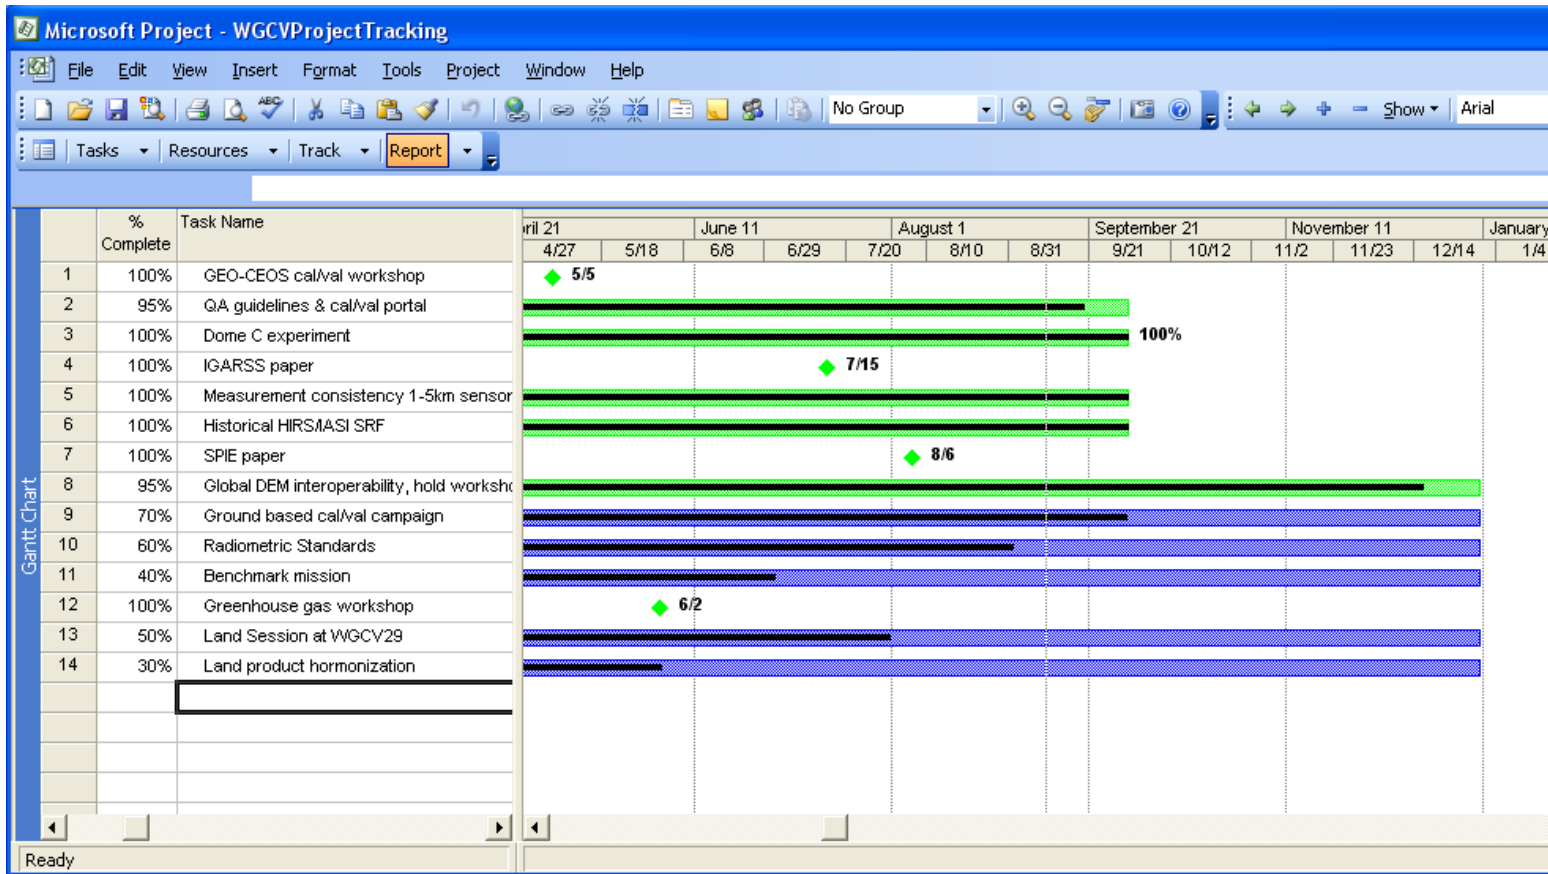 Microsoft Project - WGCVProjectTracking
File Edit View Insert Format Tools Project Window Help
ABC No Group Show Arial
Tasks Resources Track Report
% Complete Task Name
ril 21 June 11 August 1 September 21 November 11 January
4/27 5/18 6/8 6/29 7/20 8/10 8/31 9/21 10/12 11/2 11/23 12/14 1/4
1 100% GEO-CEOS cal/val workshop 5/5
2 95% QA guidelines & cal/val portal
3 100% Dome C experiment 100%
4 100% IGARSS paper 7/15
5 100% Measurement consistency 1-5km sensor
6 100% Historical HIRS/IASI SRF
7 100% SPIE paper 8/6
8 95% Global DEM interoperability, hold worksho
9 70% Ground based cal/val campaign
10 60% Radiometric Standards
11 40% Benchmark mission
12 100% Greenhouse gas workshop 6/2
13 50% Land Session at WGCV29
14 30% Land product hormonization
Gantt Chart
Ready